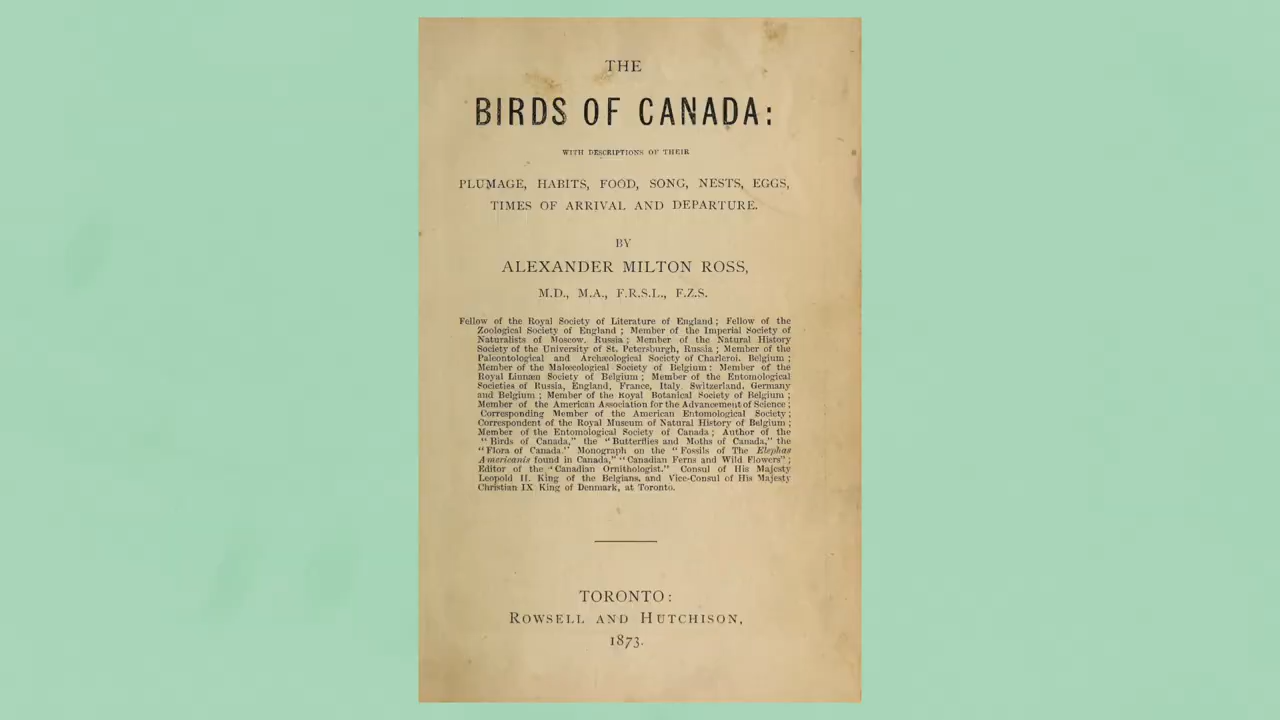 THE
BIRDS OF CANADA:
WITH DESCRIPTIONS OF THEIR
PLUMAGE, HABITS, FOOD, SONG, NESTS, EGGS,
TIMES OF ARRIVAL AND DEPARTURE.
BY
ALEXANDER MILTON ROSS,
M.D., M.A., F.R.S.L., F.Z.S.
Fellow of the Royal Society of Literature of England; Fellow of the
Zoological Society of England; Member of the Imperial Society of
Naturalists of Moscow, Russia; Member of the Natural History
Society of the University of St. Petersburgh, Russia; Member of the
Paleontological and Archæological Society of Charleroi, Belgium;
Member of the Malœcological Society of Belgium: Member of the
Royal Linnæn Society of Belgium; Member of the Entomological
Societies of Russia, England, France, Italy, Switzerland, Germany
and Belgium; Member of the Royal Botanical Society of Belgium;
Member of the American Association for the Advancement of Science;
Corresponding Member of the American Entomological Society;
Correspondent of the Royal Museum of Natural History of Belgium;
Member of the Entomological Society of Canada; Author of the
"Birds of Canada," the "Butterflies and Moths of Canada," the
"Flora of Canada." Monograph on the "Fossils of The Elephas
Americanis found in Canada," "Canadian Ferns and Wild Flowers";
Editor of the "Canadian Ornithologist." Consul of His Majesty
Leopold II. King of the Belgians, and Vice-Consul of His Majesty
Christian IX King of Denmark, at Toronto.
TORONTO:
ROWSELL AND HUTCHISON,
1873.